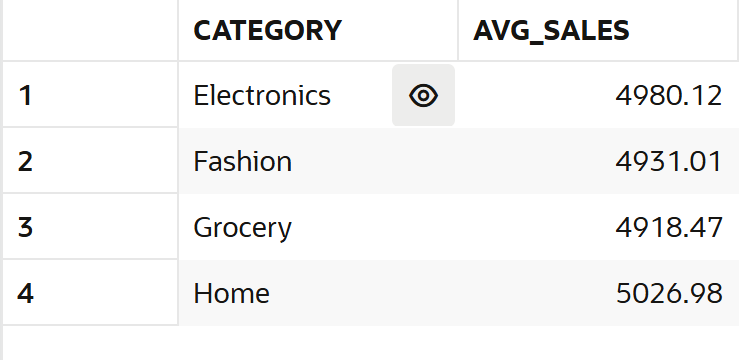 CATEGORY AVG_SALES
1 Electronics 4980.12
2 Fashion 4931.01
3 Grocery 4918.47
4 Home 5026.98